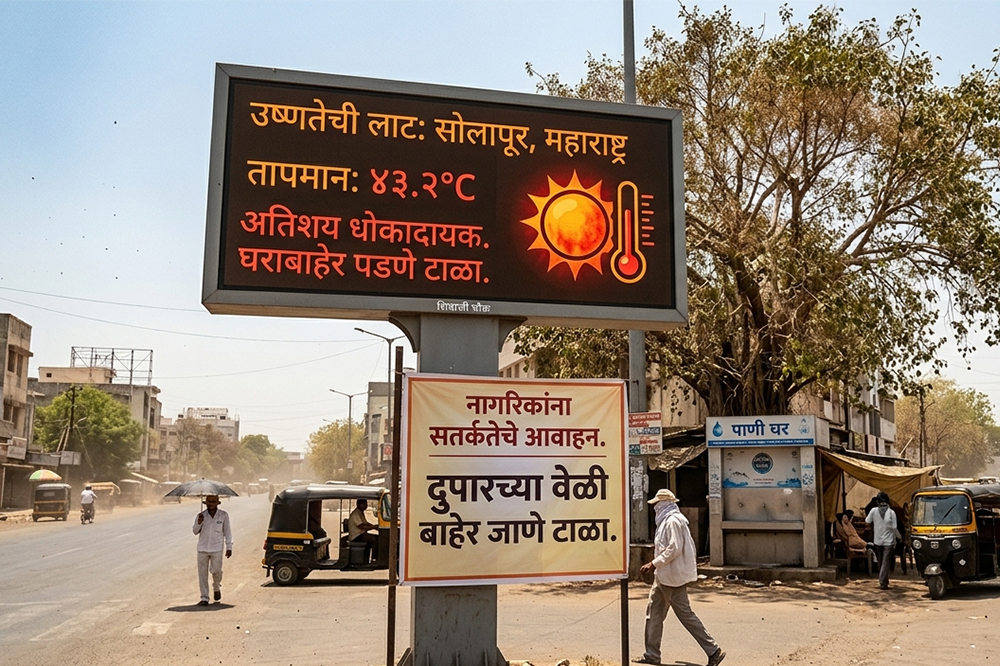 उष्णतेची लाट: सोलापूर, महाराष्ट्र
तापमान: ४३.२°C
अतिशय धोकादायक.
घराबाहेर पडणे टाळा.
शिवाजी चौक
नागरिकांना
सतर्कतेचे आवाहन.
दुपारच्या वेळी
बाहेर जाणे टाळा.
पाणी घर